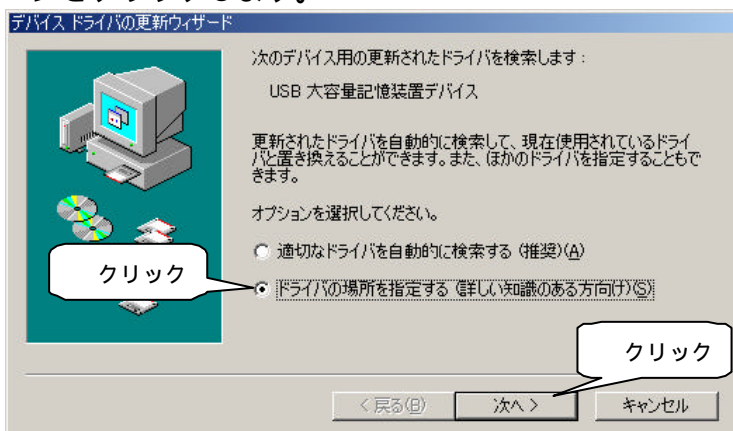 デバイス ドライバの更新ウィザード
次のデバイス用の更新されたドライバを検索します:
USB 大容量記憶装置デバイス
更新されたドライバを自動的に検索して、現在使用されているドライ
バと置き換えることができます。また、ほかのドライバを指定することもで
きます。
オプションを選択してください。
適切なドライバを自動的に検索する (推奨)(A)
クリック
ドライバの場所を指定する (詳しい知識のある方向け)(S)
クリック
< 戻る(B)
次へ >
キャンセル